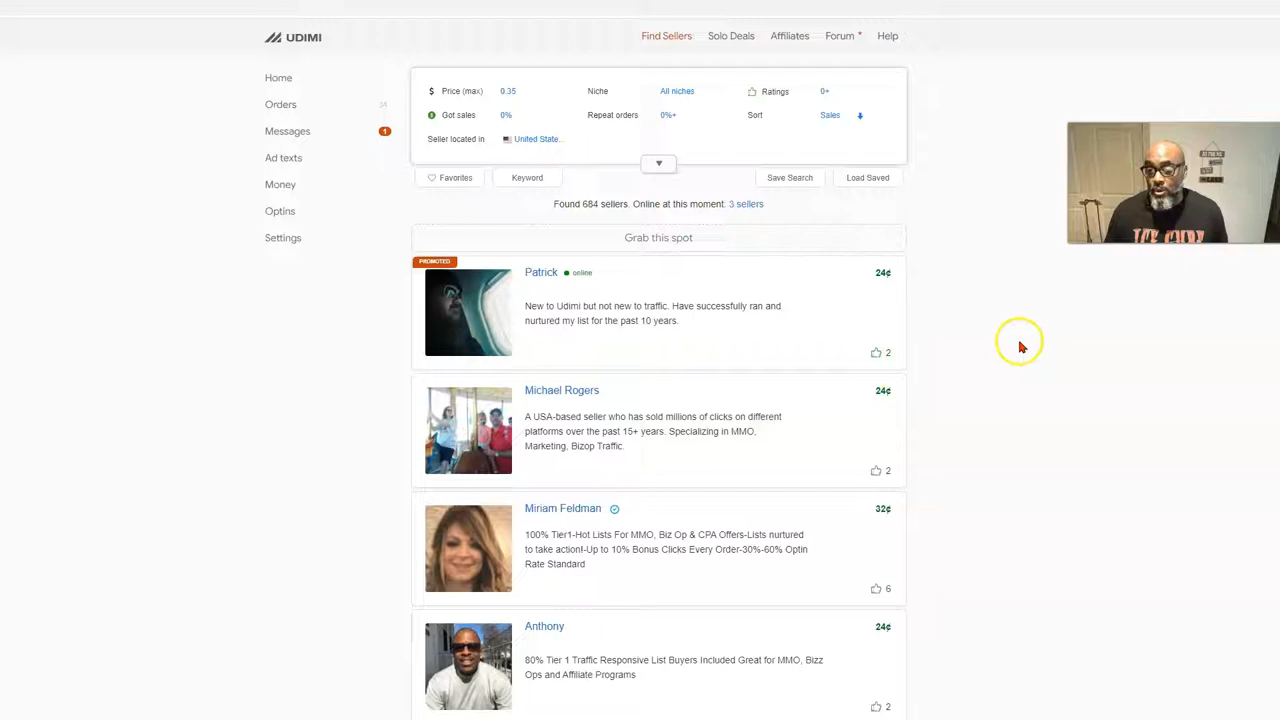 UDIMI
Find Sellers
Solo Deals
Affiliates
Forum
Help
Home
Orders
Messages
1
Ad texts
Money
Optins
Settings
$ Price (max) 0.35
Niche All niches
Ratings 0+
Got sales 0%
Repeat orders 0%+
Sort Sales
Seller located in United State...
Favorites
Keyword
Save Search
Load Saved
Found 684 sellers. Online at this moment: 3 sellers
Grab this spot
PROMOTED
Patrick online 24¢
New to Udimi but not new to traffic. Have successfully ran and
nurtured my list for the past 10 years.
2
Michael Rogers 24¢
A USA-based seller who has sold millions of clicks on different
platforms over the past 15+ years. Specializing in MMO,
Marketing, Bizop Traffic.
2
Miriam Feldman 32¢
100% Tier1-Hot Lists For MMO, Biz Op & CPA Offers-Lists nurtured
to take action!-Up to 10% Bonus Clicks Every Order-30%-60% Optin
Rate Standard
6
Anthony 24¢
80% Tier 1 Traffic Responsive List Buyers Included Great for MMO, Bizz
Ops and Affiliate Programs
2